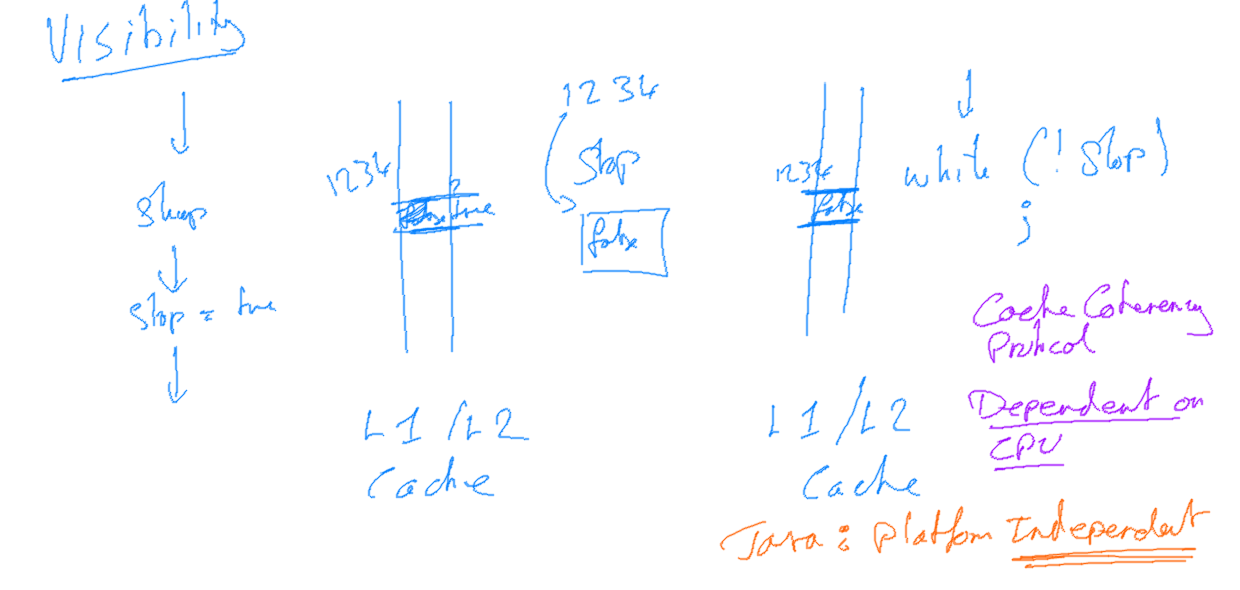 Visibility
1234
1234
Stop
1234
while (! Stop)
;
false true
false
false
Sleep
Stop = true
Cache Coherency
Protocol
L1 /L2
Cache
L1 /L2
Cache
Dependent on
CPU
Java : Platform Independent